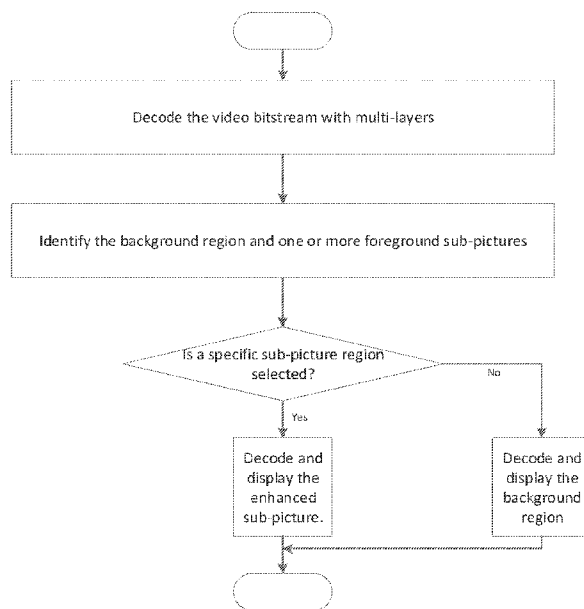 Decode the video bitstream with multi-layers
Identify the background region and one or more foreground sub-pictures
Is a specific sub-picture region
selected?
No
Yes
Decode and
display the
enhanced
sub-picture.
Decode and
display the
background
region